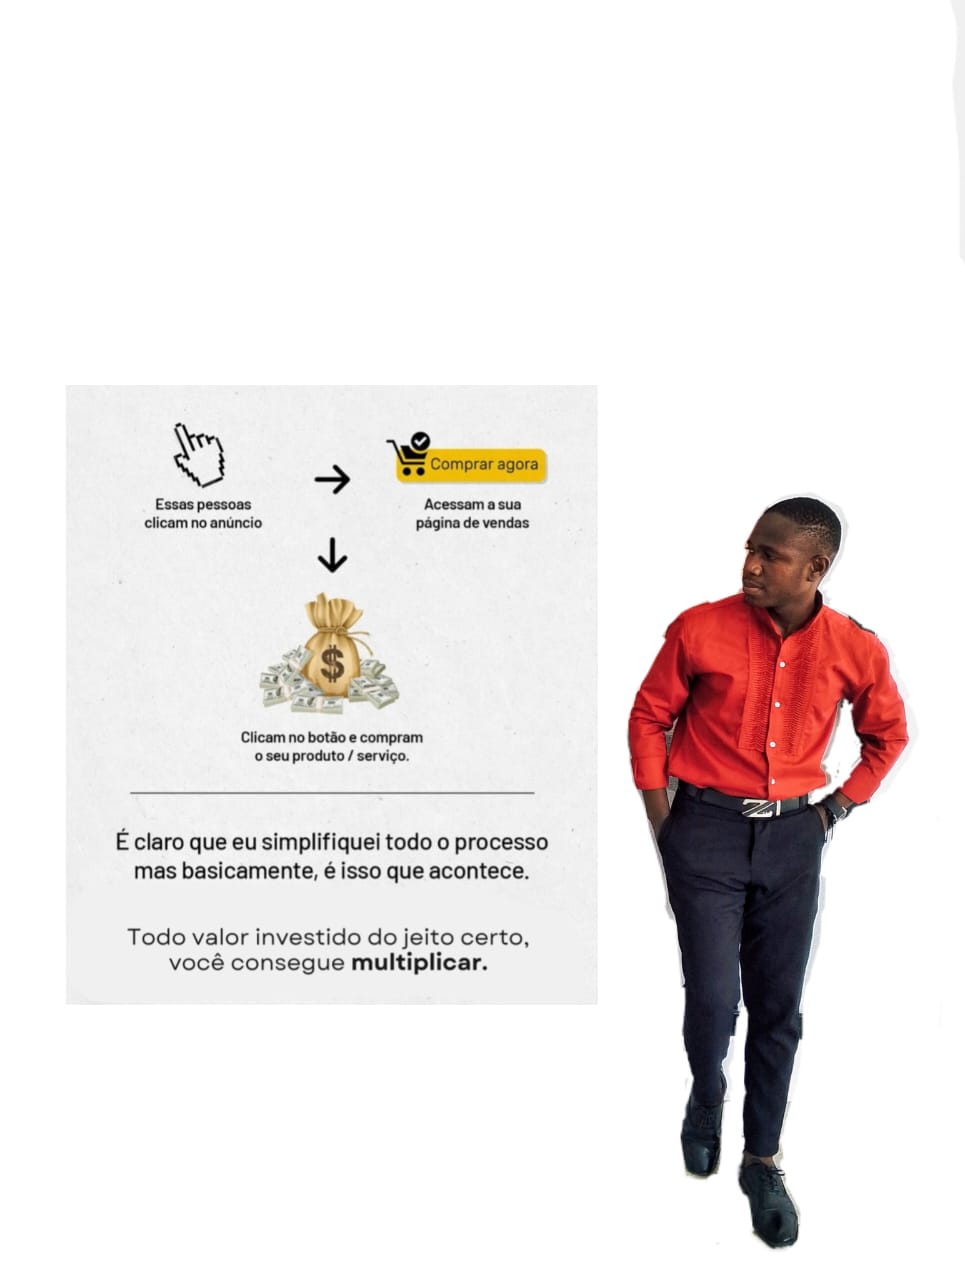 Comprar agora
Essas pessoas
clicam no anúncio
Acessam a sua
página de vendas
$
Clicam no botão e compram
o seu produto / serviço.
É claro que eu simplifiquei todo o processo
mas basicamente, é isso que acontece.
Todo valor investido do jeito certo,
você consegue multiplicar.